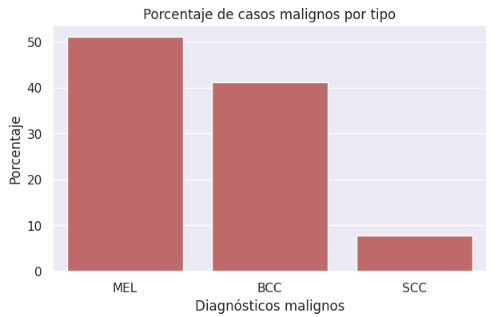 Porcentaje de casos malignos por tipo
Porcentaje
50
40
30
20
10
0
MEL BCC SCC
Diagnósticos malignos